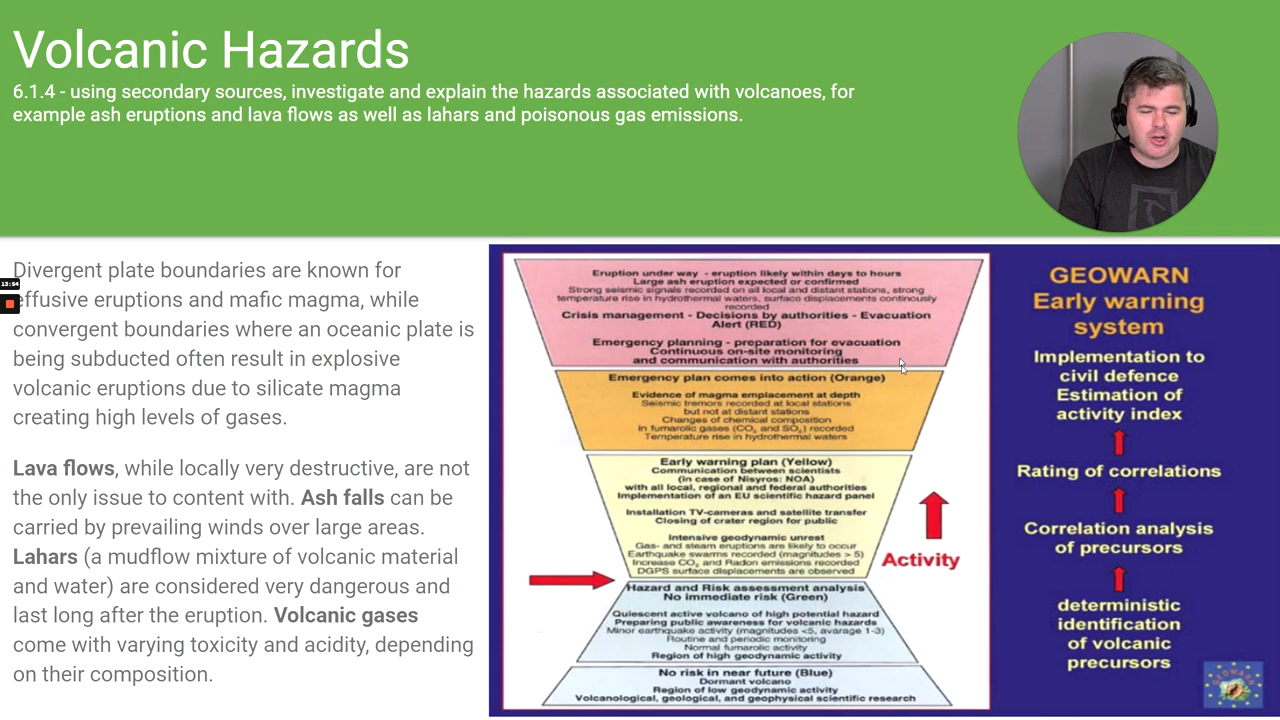 Volcanic Hazards
6.1.4 - using secondary sources, investigate and explain the hazards associated with volcanoes, for
example ash eruptions and lava flows as well as lahars and poisonous gas emissions.
13:54
Divergent plate boundaries are known for
effusive eruptions and mafic magma, while
convergent boundaries where an oceanic plate is
being subducted often result in explosive
volcanic eruptions due to silicate magma
creating high levels of gases.
Lava flows, while locally very destructive, are not
the only issue to content with. Ash falls can be
carried by prevailing winds over large areas.
(a mudflow mixture of volcanic material
considered very dangerous and
last long after the eruption. Volcanic gases
varying toxicity and acidity, depending
on their composition.
Eruption under way - eruption likely within days to hours
Large ash eruption expected or confirmed
Strong seismic signals recorded on all local and distant stations, strong
temperature rise in hydrothermal waters, surface displacements continously
recorded
Crisis management - Decisions by authorities - Evacuation
Alert (RED)
Emergency planning - preparation for evacuation
Continuous on-site monitoring
and communication with authorities
Emergency plan comes into action (Orange)
Evidence of magma emplacement at depth
Seismic tremors recorded at local stations
but not at distant stations
Changes of chemical composition
in fumarolic gases (CO₂ and SO₂) recorded
Temperature rise in hydrothermal waters
Early warning plan (Yellow)
Communication between scientists
(in case of Nisyros: NOA)
with all local, regional and federal authorities
Implementation of an EU scientific hazard panel
Installation TV-cameras and satellite transfer
Closing of crater region for public
Intensive geodynamic unrest
Gas- and steam eruptions are likely to occur
Earthquake swarms recorded (magnitudes > 5)
Increase CO₂ and Radon emissions recorded
DGPS surface displacements are observed
Hazard and Risk assessment analysis
No immediate risk (Green)
Quiescent active volcano of high potential hazard
Preparing public awareness for volcanic hazards
Minor earthquake activity (magnitudes <5, avarage 1-3)
Routine and periodic monitoring
Normal fumarolic activity
Region of high geodynamic activity
No risk in near future (Blue)
Dormant volcano
Region of low geodynamic activity
Volcanological, geological, and geophysical scientific research
Activity
GEOWARN
Early warning
system
Implementation to
civil defence
Estimation of
activity index
Rating of correlations
Correlation analysis
of precursors
deterministic
identification
of volcanic
precursors